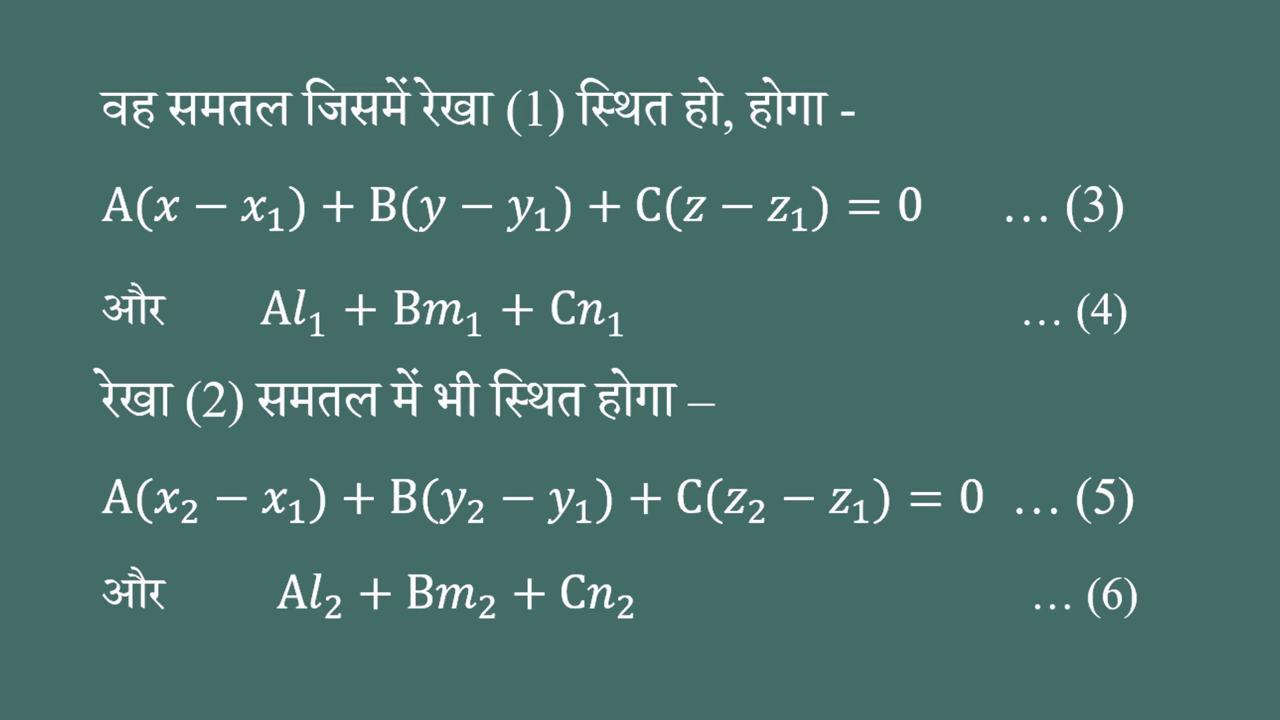 वह समतल जिसमें रेखा (1) स्थित हो, होगा -
A(x − x₁) + B(y − y₁) + C(z − z₁) = 0 … (3)
और Al₁ + Bm₁ + Cn₁ … (4)
रेखा (2) समतल में भी स्थित होगा –
A(x₂ − x₁) + B(y₂ − y₁) + C(z₂ − z₁) = 0 … (5)
और Al₂ + Bm₂ + Cn₂ … (6)